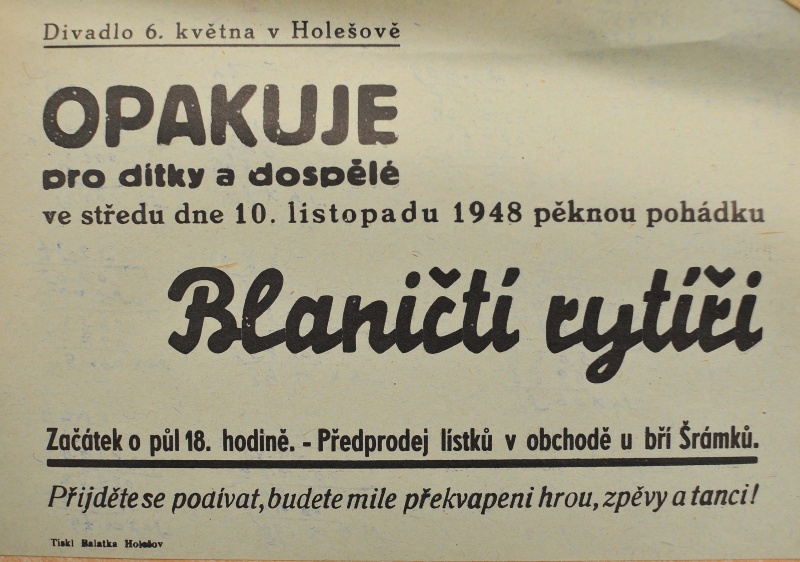 Divadlo 6. května v Holešově
OPAKUJE
pro dítky a dospělé
ve středu dne 10. listopadu 1948 pěknou pohádku
Blaničtí rytíři
Začátek o půl 18. hodině. - Předprodej lístků v obchodě u bří Šrámků.
Přijďte se podívat, budete mile překvapeni hrou, zpěvy a tanci!
Tiskl Balatka Holešov